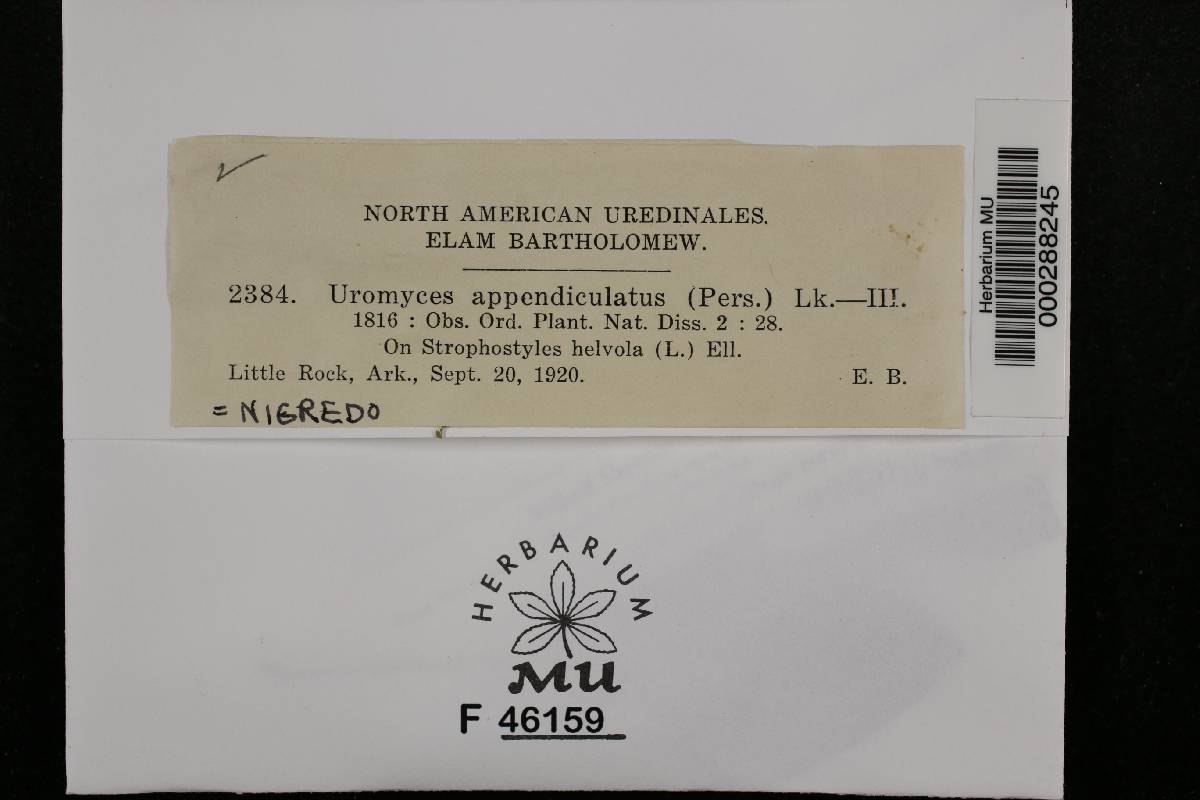 NORTH AMERICAN UREDINALES.
ELAM BARTHOLOMEW.
2384. Uromyces appendiculatus (Pers.) Lk.—III.
1816 : Obs. Ord. Plant. Nat. Diss. 2 : 28.
On Strophostyles helvola (L.) Ell.
Little Rock, Ark., Sept. 20, 1920. E. B.
= NIGREDO
Herbarium MU
000288245
HERBARIUM
MU
F 46159